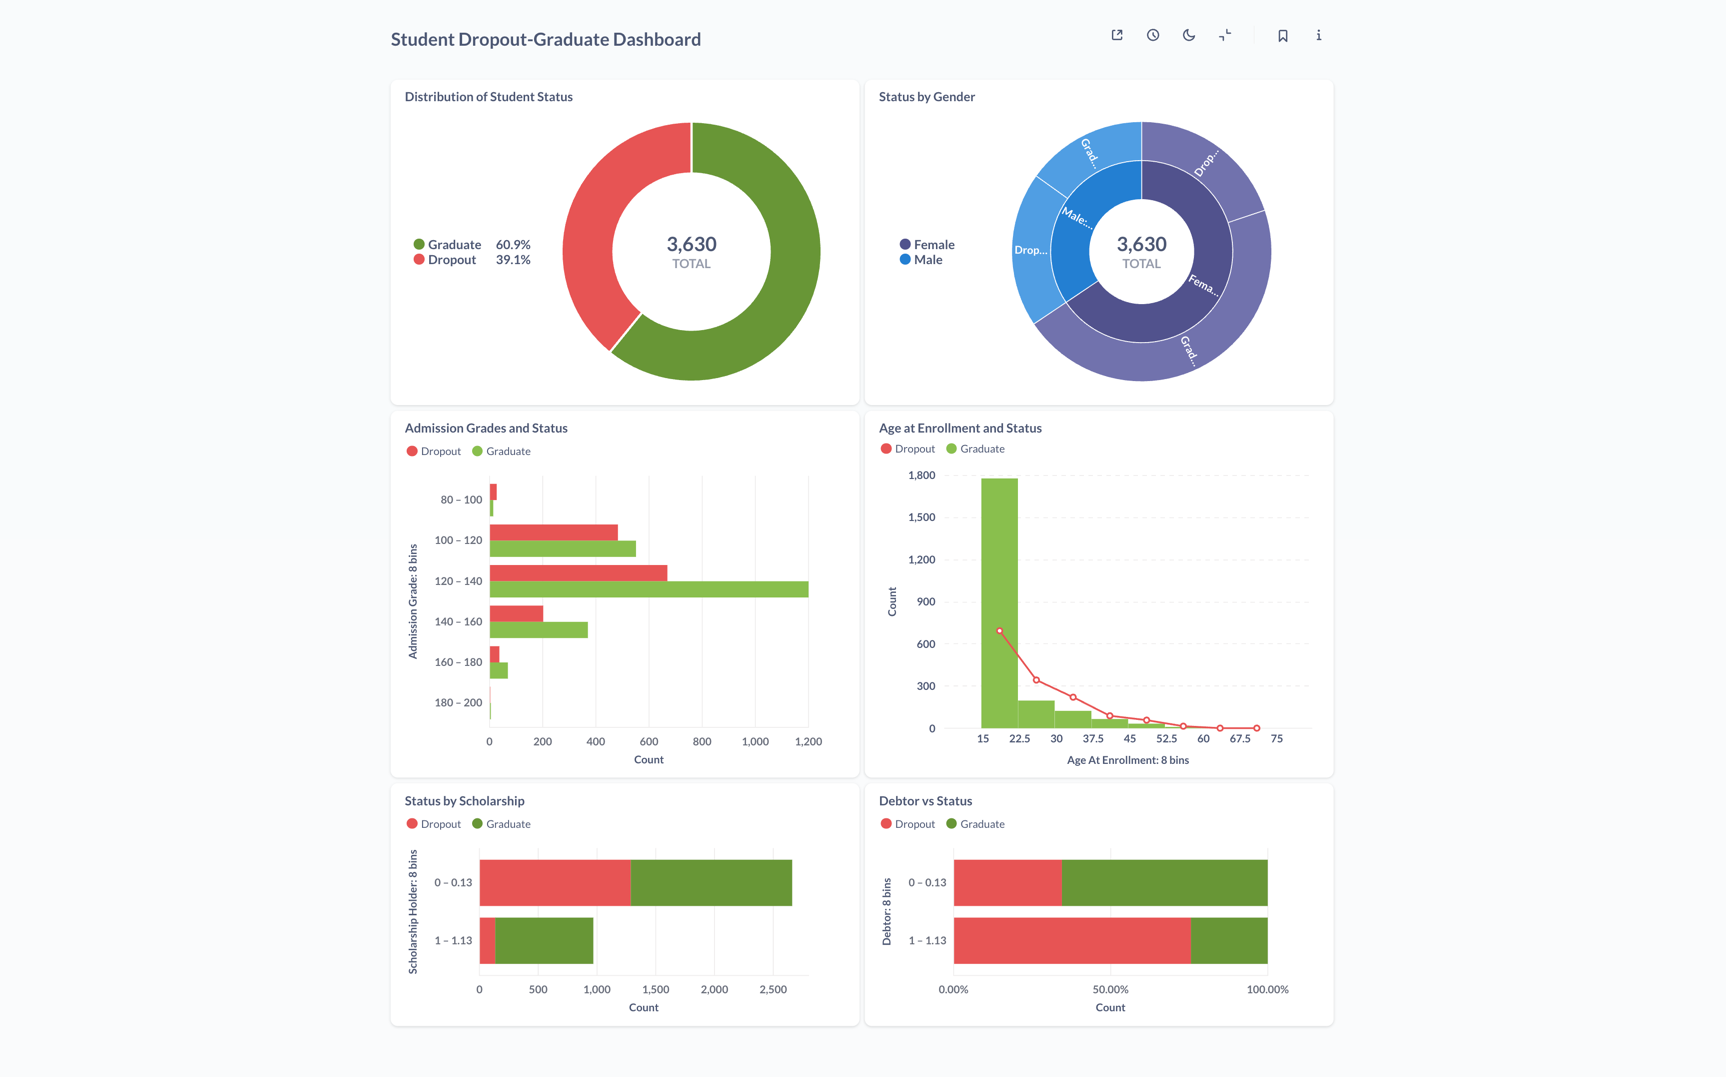 Student Dropout-Graduate Dashboard
Distribution of Student Status
Graduate 60.9%
Dropout 39.1%
3,630
TOTAL
Status by Gender
Female
Male
3,630
TOTAL
Grad...
Drop...
Male:...
Drop...
Fema...
Grad...
Admission Grades and Status
Dropout Graduate
Admission Grade: 8 bins
80 – 100
100 – 120
120 – 140
140 – 160
160 – 180
180 – 200
0 200 400 600 800 1,000 1,200
Count
Age at Enrollment and Status
Dropout Graduate
Count
1,800
1,500
1,200
900
600
300
0
15 22.5 30 37.5 45 52.5 60 67.5 75
Age At Enrollment: 8 bins
Status by Scholarship
Dropout Graduate
Scholarship Holder: 8 bins
0 – 0.13
1 – 1.13
0 500 1,000 1,500 2,000 2,500
Count
Debtor vs Status
Dropout Graduate
Debtor: 8 bins
0 – 0.13
1 – 1.13
0.00% 50.00% 100.00%
Count